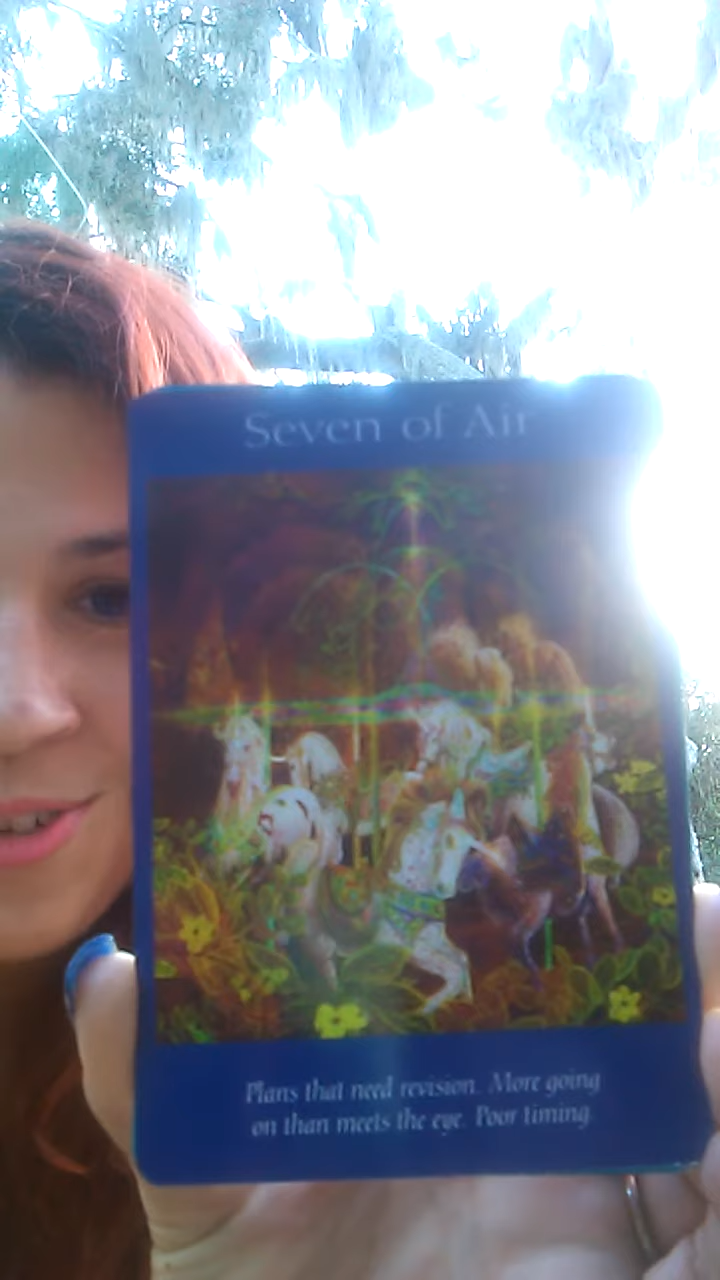 Seven of Air
Plans that need revision. More going
on than meets the eye. Poor timing.